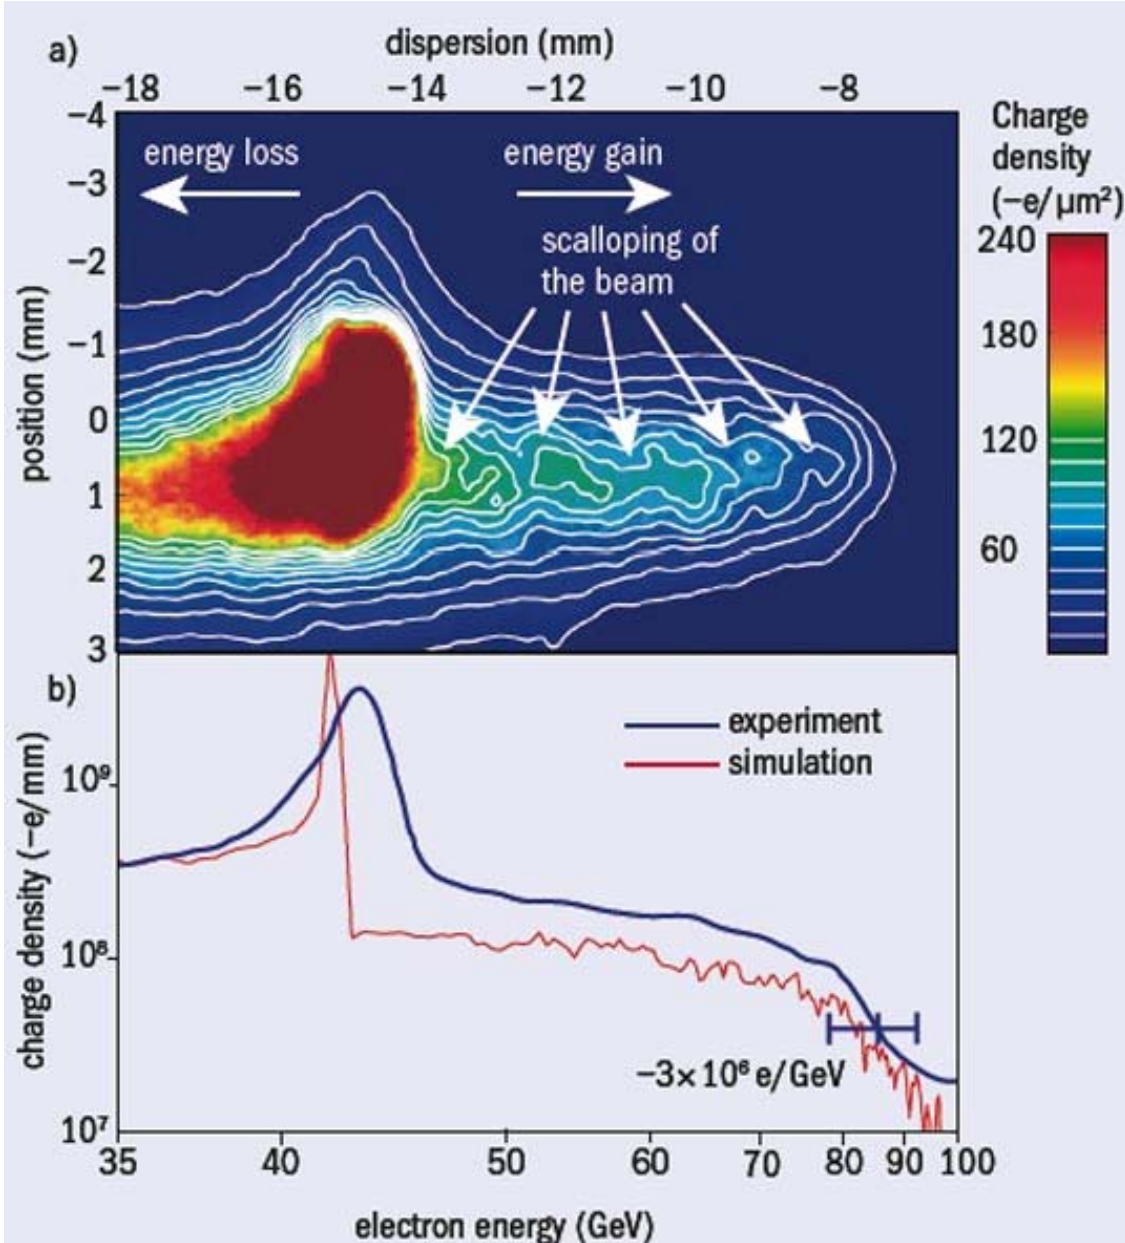 a)
dispersion (mm)
−18 −16 −14 −12 −10 −8
−4
−3
−2
−1
0
1
2
3
position (mm)
energy loss
energy gain
scalloping of
the beam
Charge
density
(−e/μm²)
240
180
120
60
b)
experiment
simulation
10⁹
10⁸
10⁷
charge density (−e/mm)
−3×10⁶ e/GeV
35 40 50 60 70 80 90 100
electron energy (GeV)